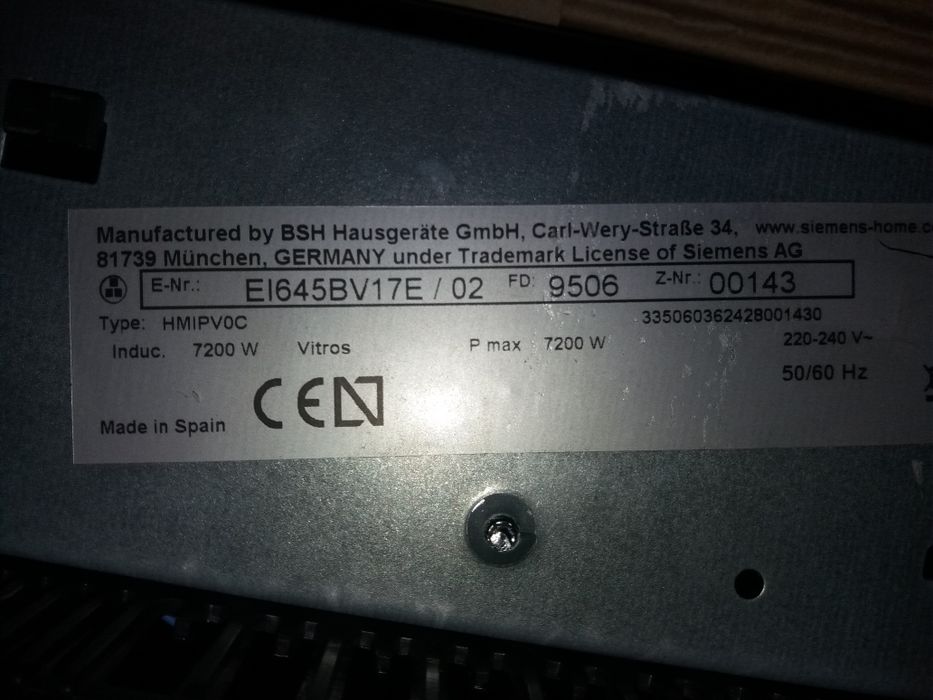 Manufactured by BSH Hausgeräte GmbH, Carl-Wery-Straße 34, www.siemens-home.c
81739 München, GERMANY under Trademark License of Siemens AG
E-Nr.: EI645BV17E / 02 FD: 9506 Z-Nr.: 00143
Type: HMIPV0C 335060362428001430
Induc. 7200 W Vitros P max 7200 W 220-240 V~
50/60 Hz
CE
Made in Spain